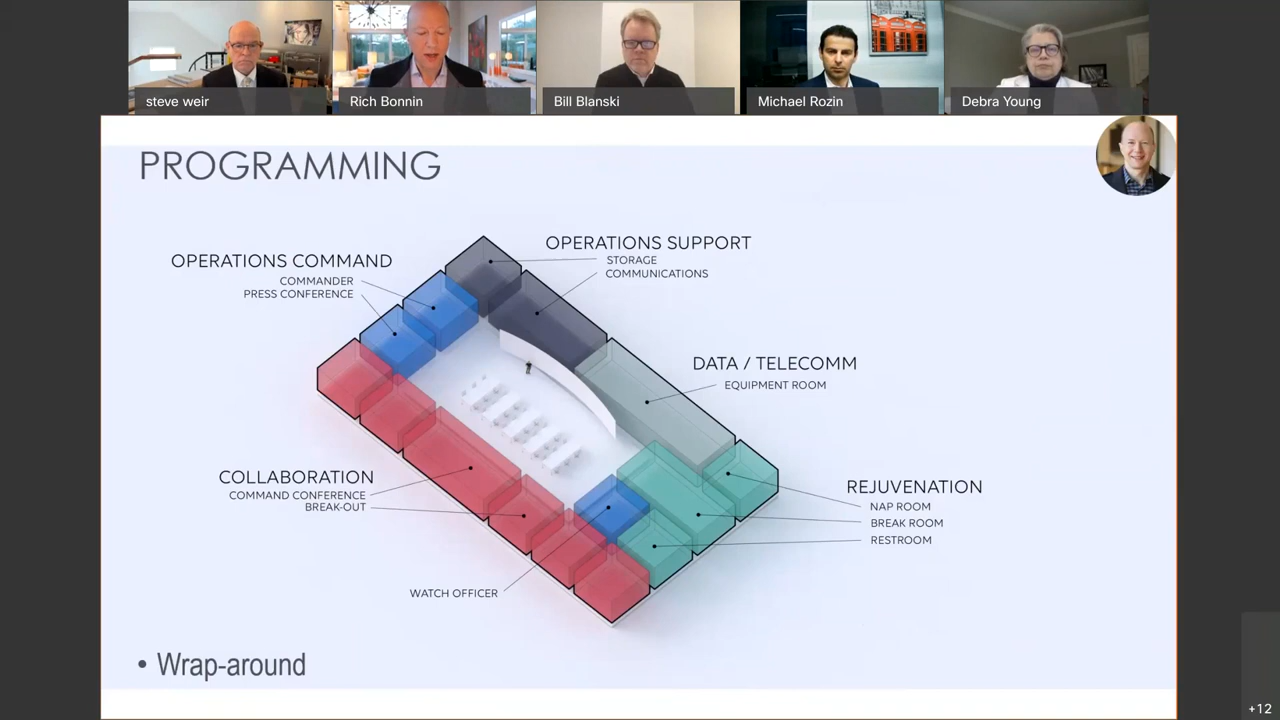 steve weir
Rich Bonnin
Bill Blanski
Michael Rozin
Debra Young
PROGRAMMING
OPERATIONS SUPPORT
STORAGE
COMMUNICATIONS
OPERATIONS COMMAND
COMMANDER
PRESS CONFERENCE
DATA / TELECOMM
EQUIPMENT ROOM
COLLABORATION
COMMAND CONFERENCE
BREAK-OUT
REJUVENATION
NAP ROOM
BREAK ROOM
RESTROOM
WATCH OFFICER
• Wrap-around
+12